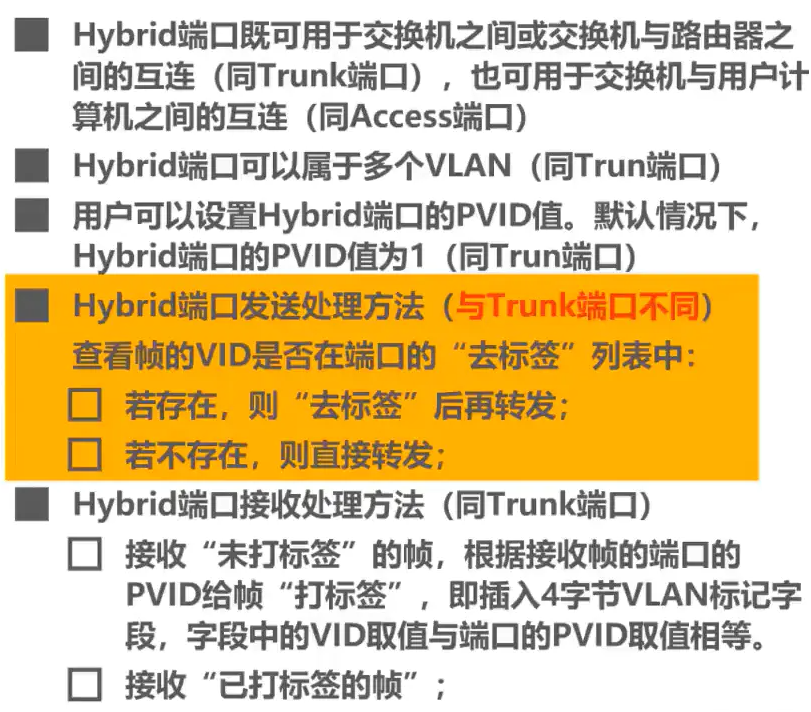 Hybrid端口既可用于交换机之间或交换机与路由器之
间的互连（同Trunk端口），也可用于交换机与用户计
算机之间的互连（同Access端口）
Hybrid端口可以属于多个VLAN（同Trun端口）
用户可以设置Hybrid端口的PVID值。默认情况下，
Hybrid端口的PVID值为1（同Trun端口）
Hybrid端口发送处理方法（与Trunk端口不同）
查看帧的VID是否在端口的“去标签”列表中：
若存在，则“去标签”后再转发；
若不存在，则直接转发；
Hybrid端口接收处理方法（同Trunk端口）
接收“未打标签”的帧，根据接收帧的端口的
PVID给帧“打标签”，即插入4字节VLAN标记字
段，字段中的VID取值与端口的PVID取值相等。
接收“已打标签的帧”；